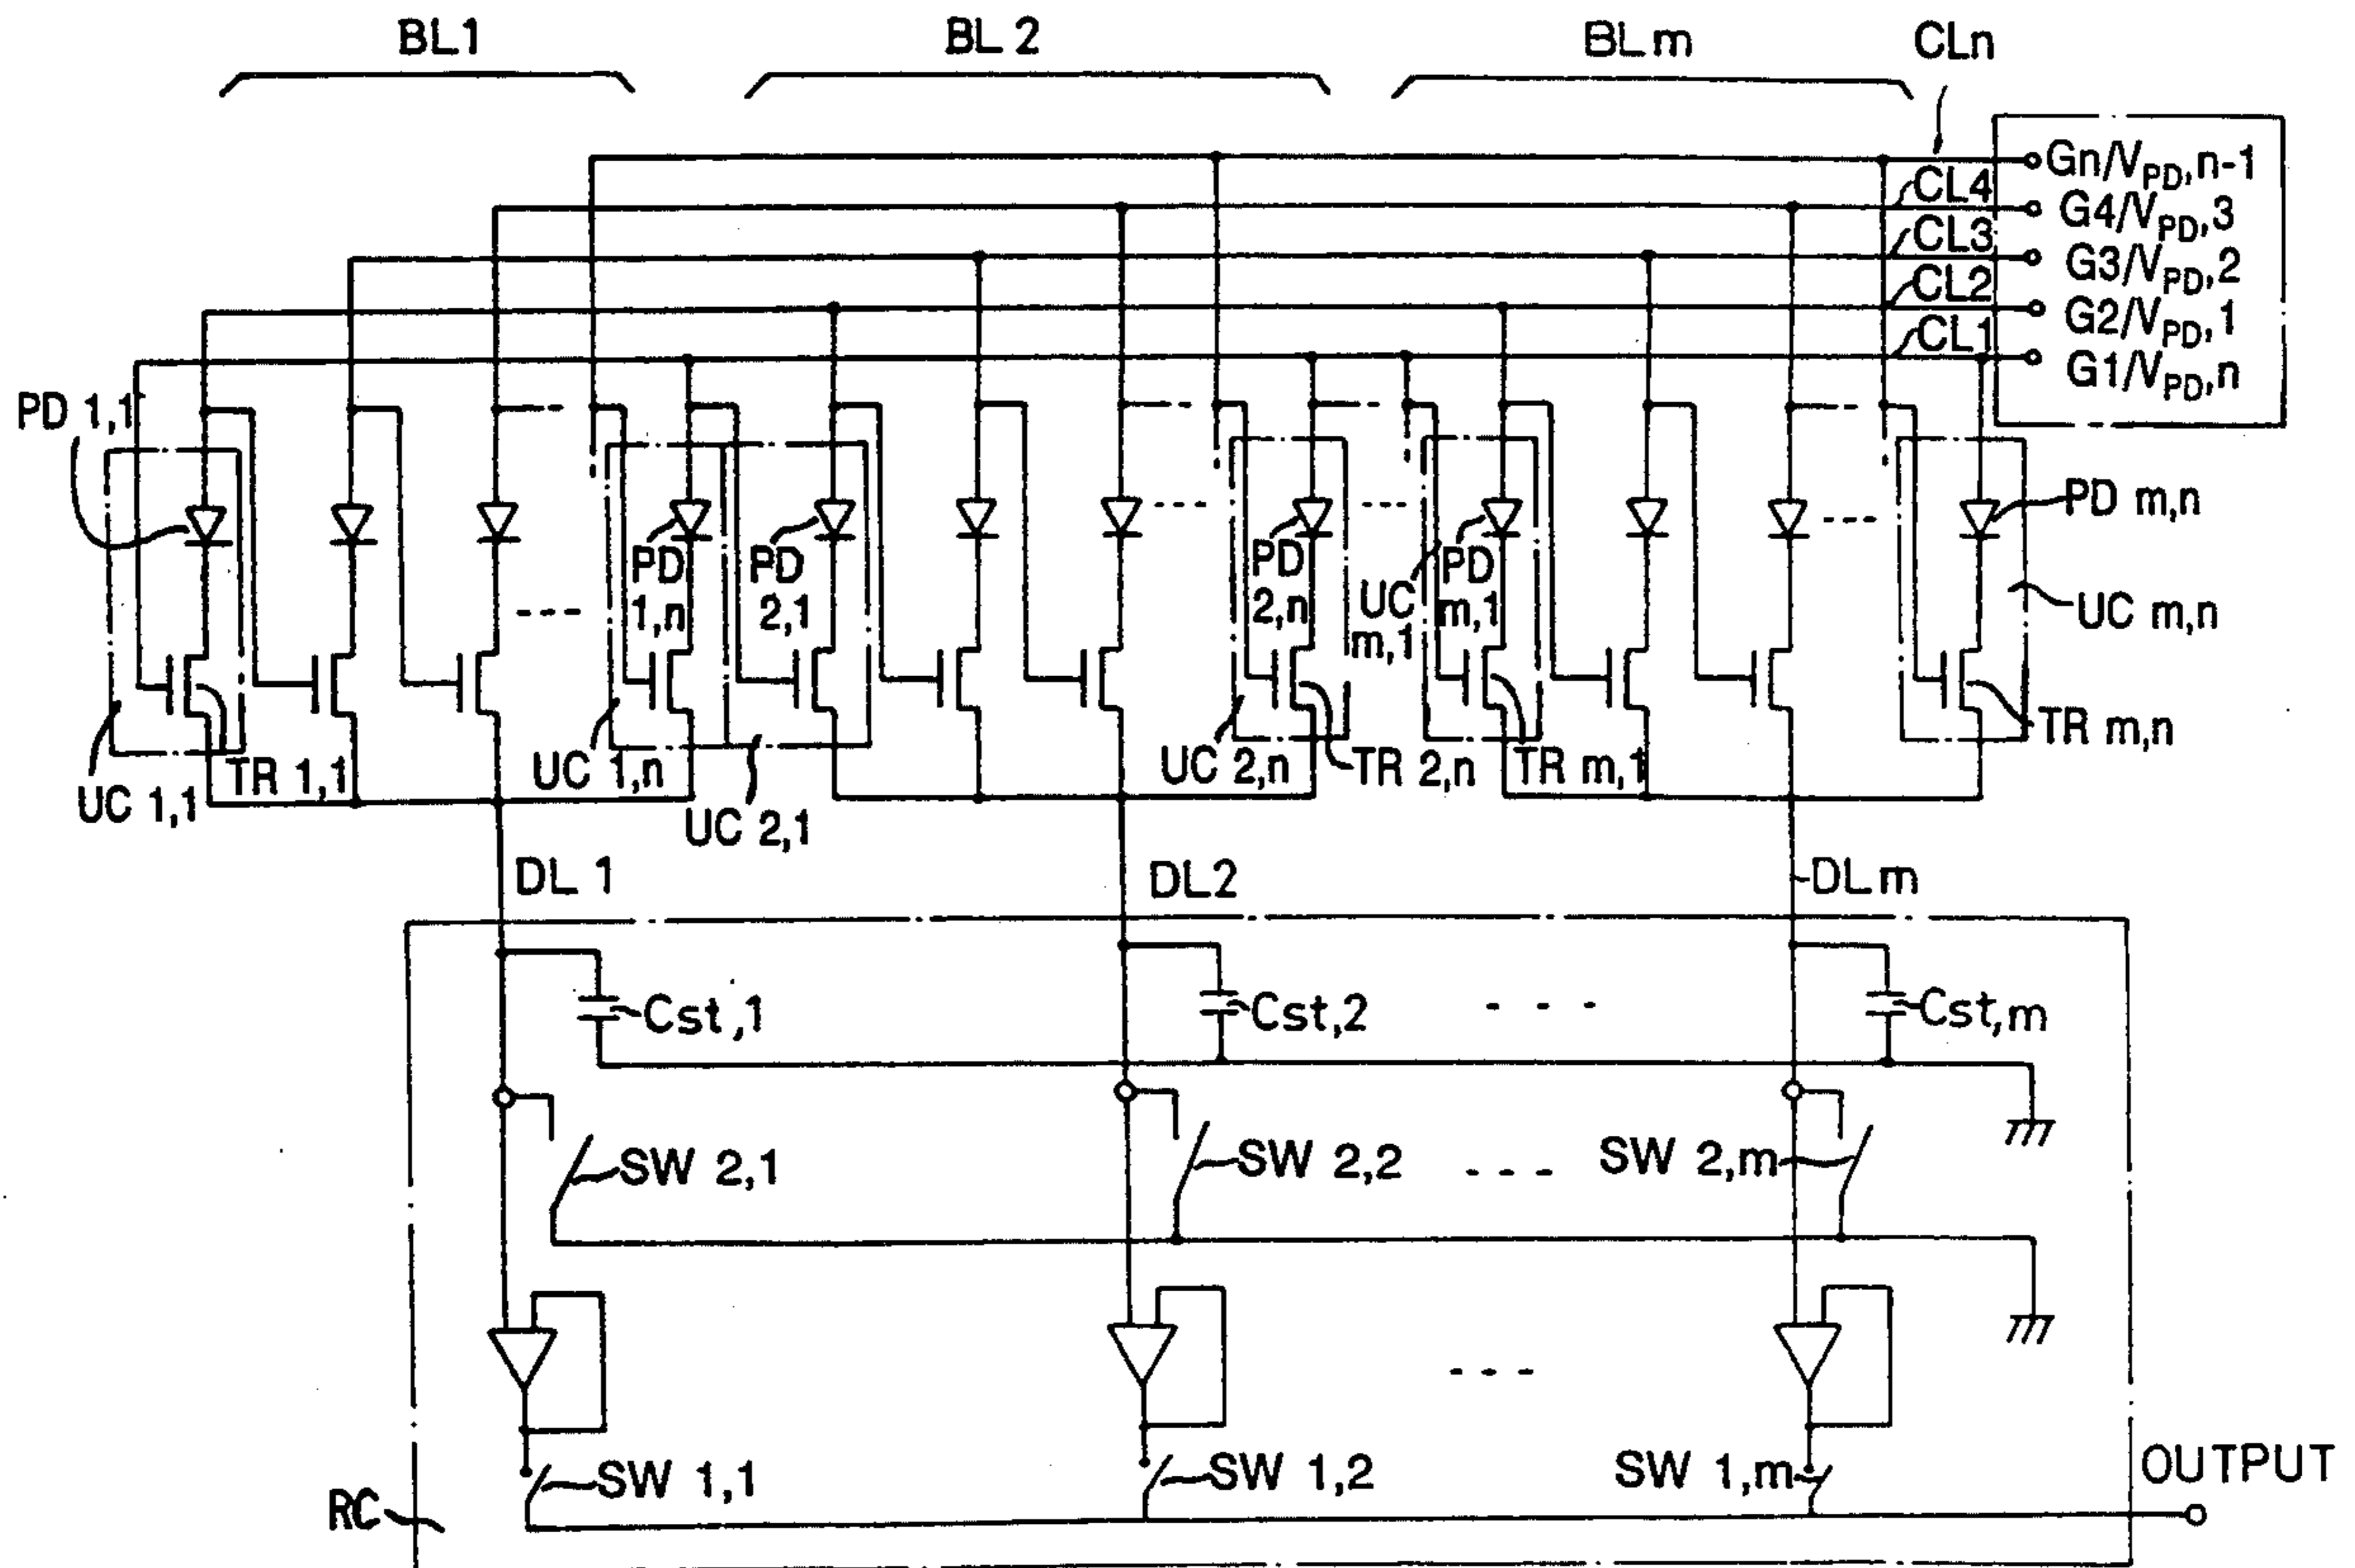 BL1 BL2 BLm CLn
Gn/VPD,n-1
CL4
G4/VPD,3
CL3
G3/VPD,2
CL2
G2/VPD,1
CL1
G1/VPD,n
PD 1,1
PD m,n
PD
1,n
PD
2,1
PD
2,n
UC
m,1
PD
m,1
UC m,n
TR m,n
UC 1,1
TR 1,1
UC 1,n
UC 2,1
UC 2,n
TR 2,n
TR m,1
DL1 DL2 DLm
Cst,1 Cst,2 Cst,m
SW 2,1 SW 2,2 SW 2,m
SW 1,1 SW 1,2 SW 1,m
OUTPUT
RC